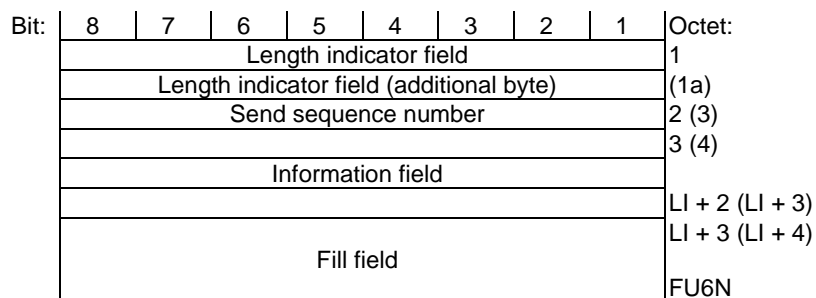 Bit: 8 7 6 5 4 3 2 1 Octet:
Length indicator field 1
Length indicator field (additional byte) (1a)
Send sequence number 2 (3)
3 (4)
Information field
LI + 2 (LI + 3)
LI + 3 (LI + 4)
Fill field
FU6N